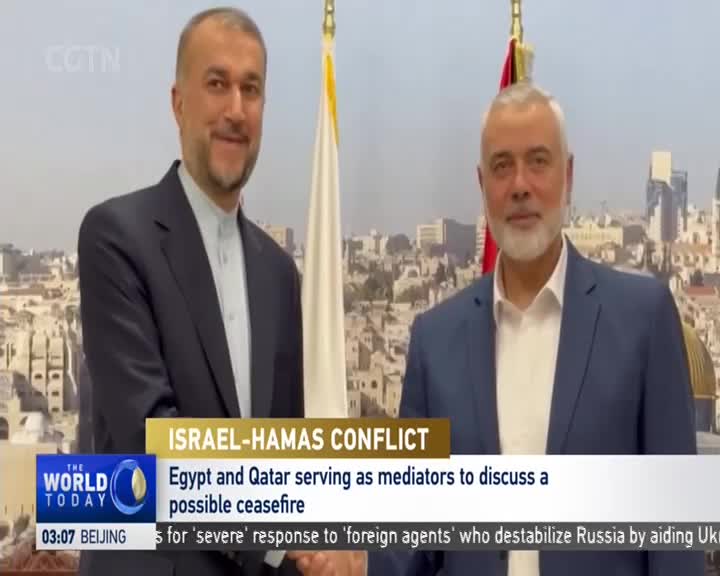 CGTN
ISRAEL-HAMAS CONFLICT
Egypt and Qatar serving as mediators to discuss a
possible ceasefire
THE
WORLD
TODAY
03:07 BEIJING
s for 'severe' response to 'foreign agents' who destabilize Russia by aiding Uk